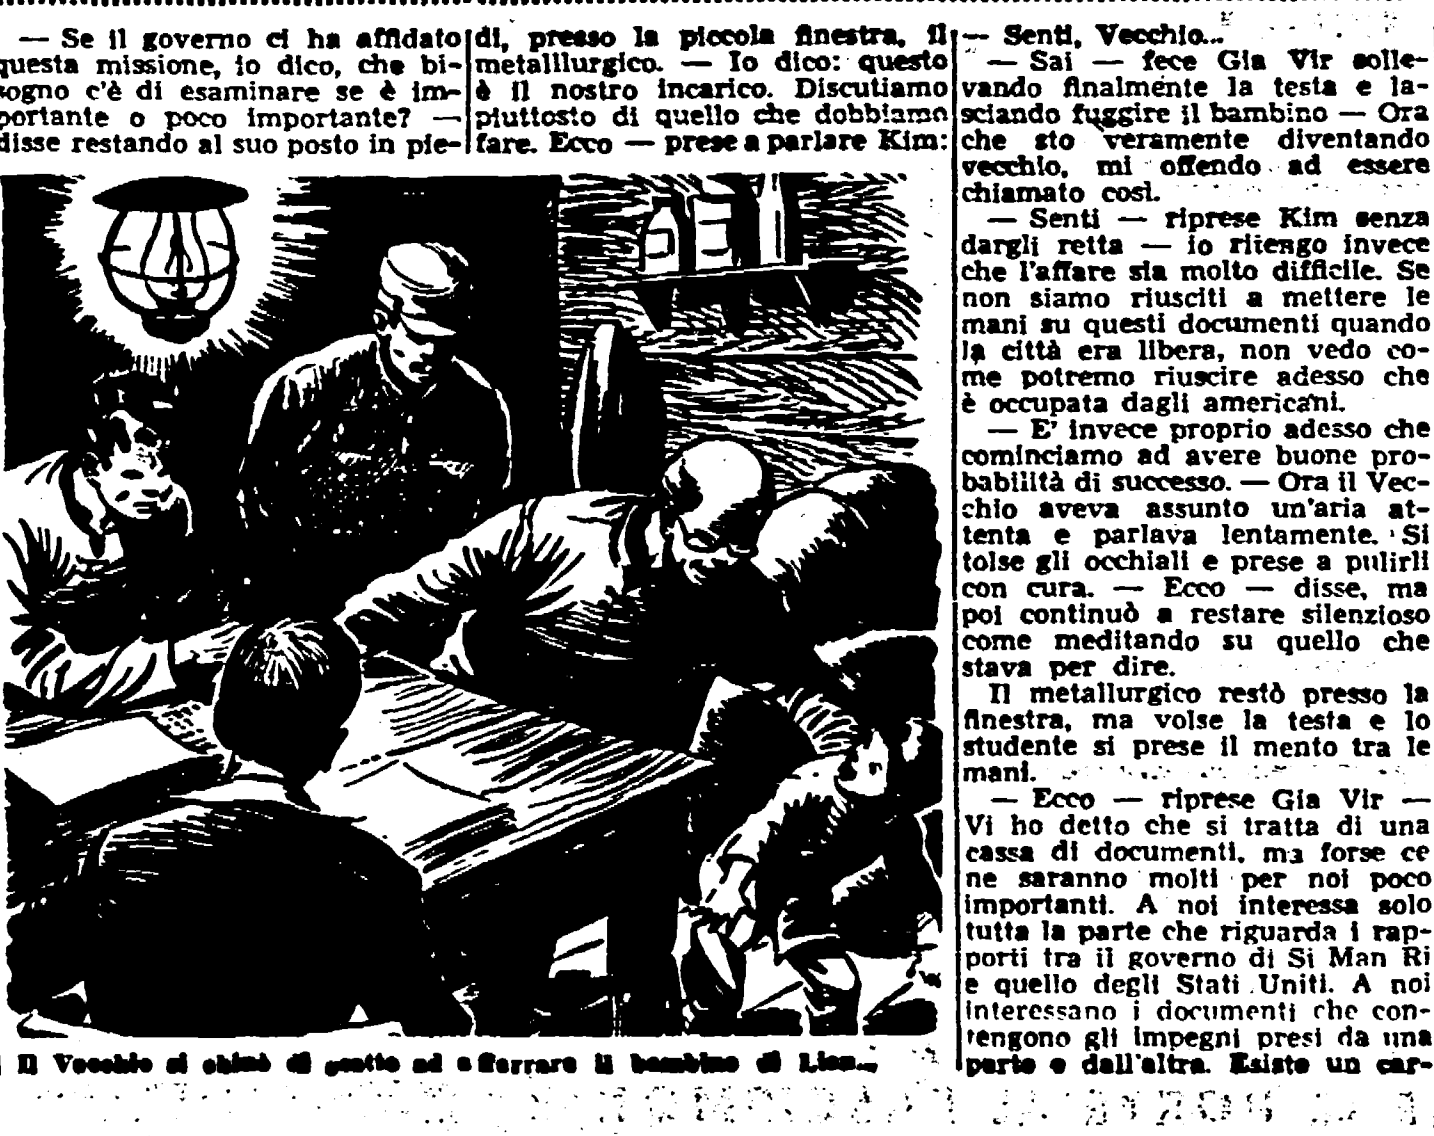 — Se il governo ci ha affidato
questa missione, io dico, che bi-
sogno c'è di esaminare se è im-
portante o poco importante? —
disse restando al suo posto in pie-
di, presso la piccola finestra, il
metallurgico. — Io dico: questo
è il nostro incarico. Discutiamo
piuttosto di quello che dobbiamo
fare. Ecco — prese a parlare Kim:
— Senti, Vecchio...
— Sai — fece Gia Vir solle-
vando finalmente la testa e la-
sciando fuggire il bambino — Ora
che sto veramente diventando
vecchio, mi offendo ad essere
chiamato così.
— Senti — riprese Kim senza
dargli retta — io ritengo invece
che l'affare sia molto difficile. Se
non siamo riusciti a mettere le
mani su questi documenti quando
la città era libera, non vedo co-
me potremo riuscire adesso che
è occupata dagli americani.
— E' invece proprio adesso che
cominciamo ad avere buone pro-
babilità di successo. — Ora il Vec-
chio aveva assunto un'aria at-
tenta e parlava lentamente. Si
tolse gli occhiali e prese a pulirli
con cura. — Ecco — disse, ma
poi continuò a restare silenzioso
come meditando su quello che
stava per dire.
Il metallurgico restò presso la
finestra, ma volse la testa e lo
studente si prese il mento tra le
mani.
— Ecco — riprese Gia Vir —
Vi ho detto che si tratta di una
cassa di documenti, ma forse ce
ne saranno molti per noi poco
importanti. A noi interessa solo
tutta la parte che riguarda i rap-
porti tra il governo di Si Man Ri
e quello degli Stati Uniti. A noi
interessano i documenti che con-
tengono gli impegni presi da una
parte e dall'altra. Esiste un car-
Il Vecchio si chinò di gesto ad afferrare il bambino di Lien...